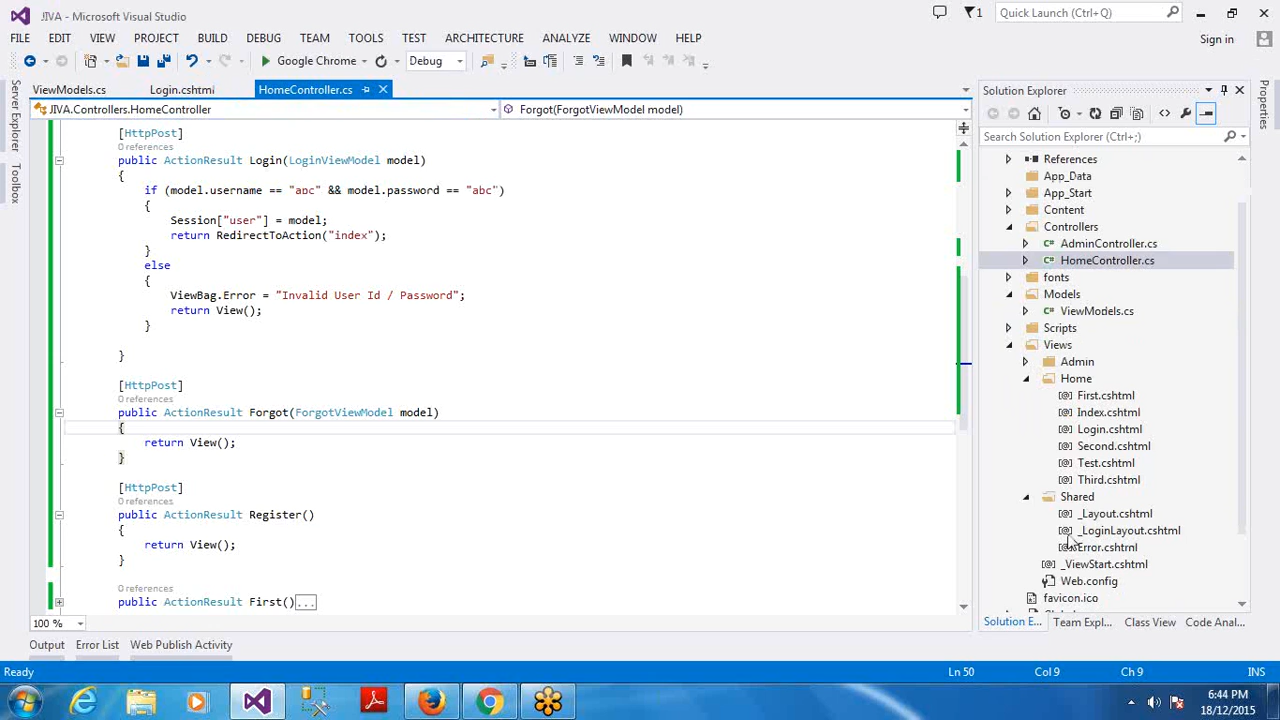 JIVA - Microsoft Visual Studio
1
Quick Launch (Ctrl+Q)
FILE EDIT VIEW PROJECT BUILD DEBUG TEAM TOOLS TEST ARCHITECTURE ANALYZE WINDOW HELP
Sign in
Google Chrome
Debug
Server Explorer
Toolbox
ViewModels.cs Login.cshtml HomeController.cs
JIVA.Controllers.HomeController
Forgot(ForgotViewModel model)
[HttpPost]
0 references
public ActionResult Login(LoginViewModel model)
{
if (model.username == "abc" && model.password == "abc")
{
Session["user"] = model;
return RedirectToAction("index");
}
else
{
ViewBag.Error = "Invalid User Id / Password";
return View();
}
}
[HttpPost]
0 references
public ActionResult Forgot(ForgotViewModel model)
{
return View();
}
[HttpPost]
0 references
public ActionResult Register()
{
return View();
}
0 references
public ActionResult First()...
100 %
Solution Explorer
Search Solution Explorer (Ctrl+;)
References
App_Data
App_Start
Content
Controllers
AdminController.cs
HomeController.cs
fonts
Models
ViewModels.cs
Scripts
Views
Admin
Home
First.cshtml
Index.cshtml
Login.cshtml
Second.cshtml
Test.cshtml
Third.cshtml
Shared
_Layout.cshtml
_LoginLayout.cshtml
Error.cshtml
_ViewStart.cshtml
Web.config
favicon.ico
Solution E... Team Expl... Class View Code Anal...
Properties
Output Error List Web Publish Activity
Ready
Ln 50 Col 9 Ch 9 INS
6:44 PM
18/12/2015